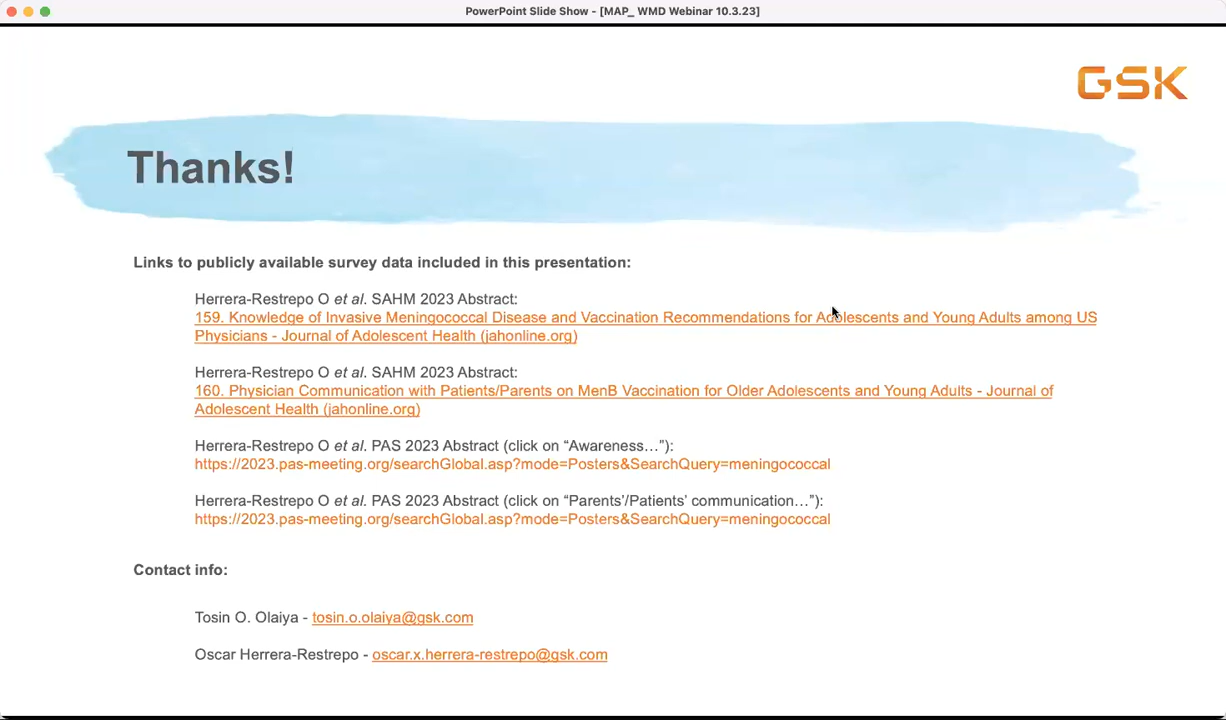 PowerPoint Slide Show - [MAP_ WMD Webinar 10.3.23]
GSK
Thanks!
Links to publicly available survey data included in this presentation:
Herrera-Restrepo O et al. SAHM 2023 Abstract:
159. Knowledge of Invasive Meningococcal Disease and Vaccination Recommendations for Adolescents and Young Adults among US
Physicians - Journal of Adolescent Health (jahonline.org)
Herrera-Restrepo O et al. SAHM 2023 Abstract:
160. Physician Communication with Patients/Parents on MenB Vaccination for Older Adolescents and Young Adults - Journal of
Adolescent Health (jahonline.org)
Herrera-Restrepo O et al. PAS 2023 Abstract (click on “Awareness…”):
https://2023.pas-meeting.org/searchGlobal.asp?mode=Posters&SearchQuery=meningococcal
Herrera-Restrepo O et al. PAS 2023 Abstract (click on “Parents’/Patients’ communication…”):
https://2023.pas-meeting.org/searchGlobal.asp?mode=Posters&SearchQuery=meningococcal
Contact info:
Tosin O. Olaiya - tosin.o.olaiya@gsk.com
Oscar Herrera-Restrepo - oscar.x.herrera-restrepo@gsk.com